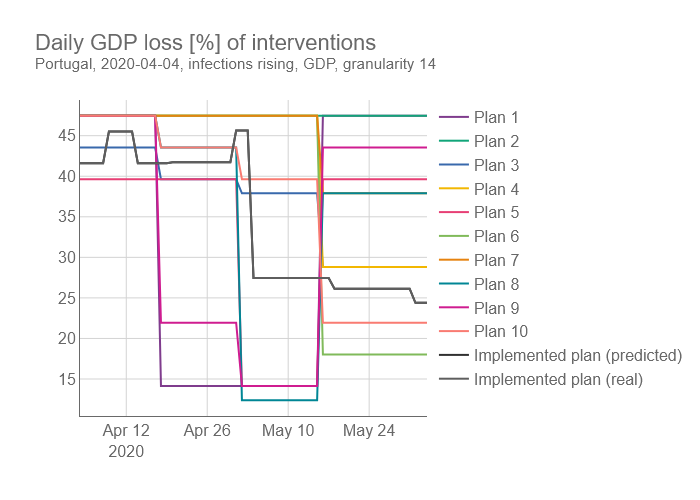 Daily GDP loss [%] of interventions
Portugal, 2020-04-04, infections rising, GDP, granularity 14
45
40
35
30
25
20
15
Apr 12
2020
Apr 26
May 10
May 24
Plan 1
Plan 2
Plan 3
Plan 4
Plan 5
Plan 6
Plan 7
Plan 8
Plan 9
Plan 10
Implemented plan (predicted)
Implemented plan (real)